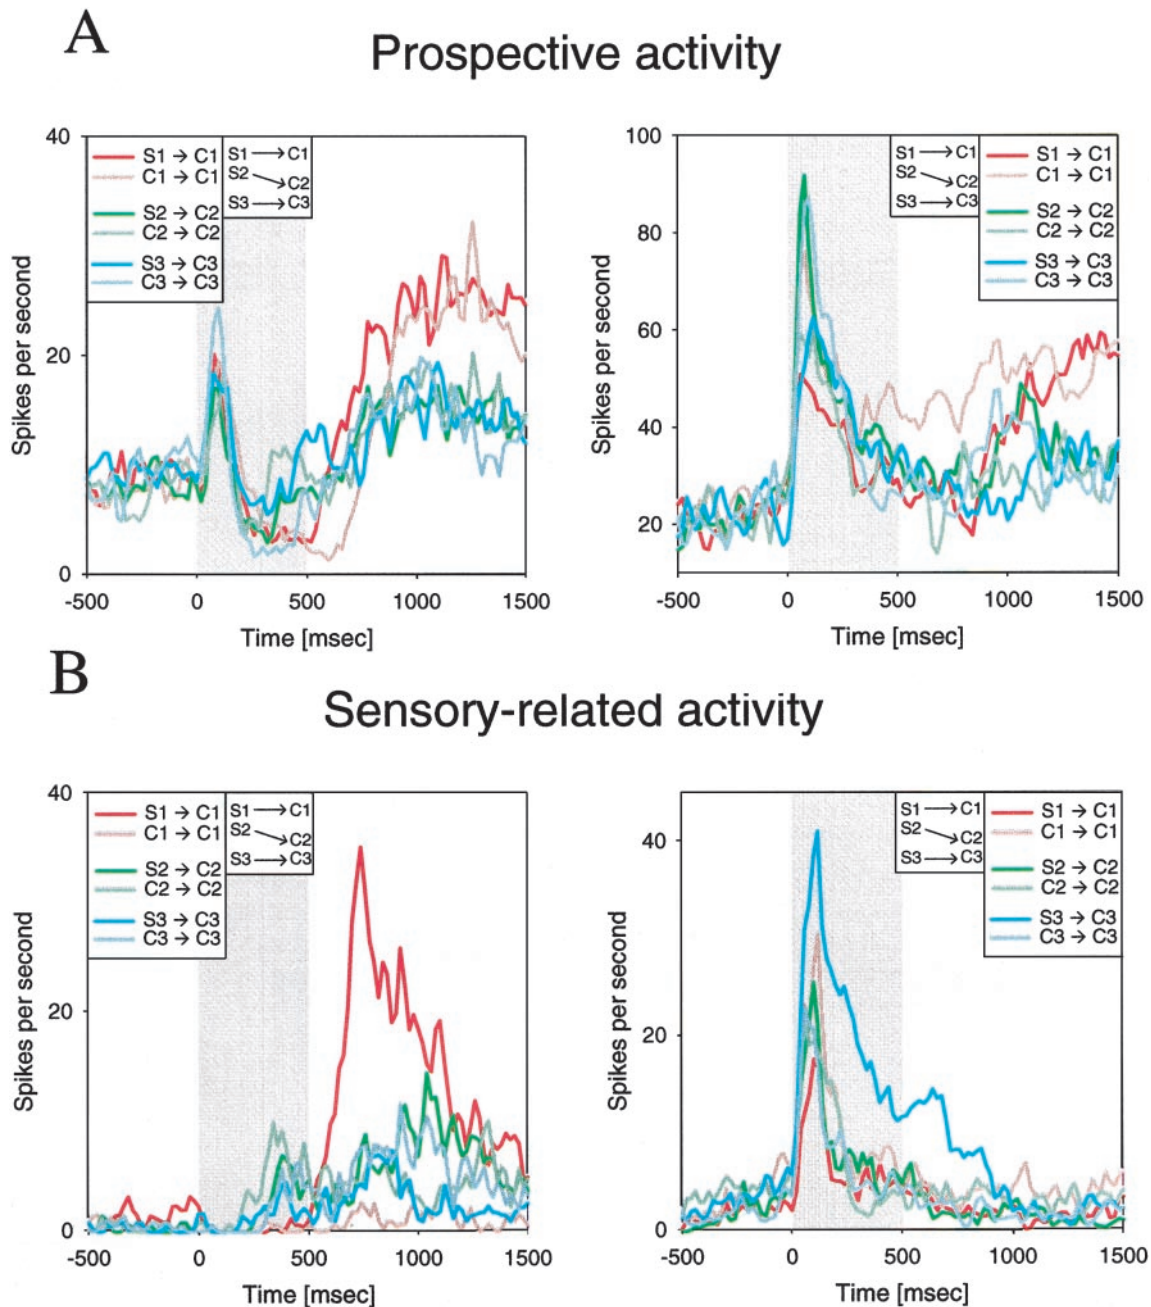 A
Prospective activity
40
20
0
Spikes per second
S1 → C1
C1 → C1
S2 → C2
C2 → C2
S3 → C3
C3 → C3
S1 → C1
S2 → C2
S3 → C3
-500 0 500 1000 1500
Time [msec]
100
80
60
40
20
Spikes per second
S1 → C1
S2 → C2
S3 → C3
S1 → C1
C1 → C1
S2 → C2
C2 → C2
S3 → C3
C3 → C3
-500 0 500 1000 1500
Time [msec]
B
Sensory-related activity
40
20
0
Spikes per second
S1 → C1
C1 → C1
S2 → C2
C2 → C2
S3 → C3
C3 → C3
S1 → C1
S2 → C2
S3 → C3
-500 0 500 1000 1500
Time [msec]
40
20
0
Spikes per second
S1 → C1
S2 → C2
S3 → C3
S1 → C1
C1 → C1
S2 → C2
C2 → C2
S3 → C3
C3 → C3
-500 0 500 1000 1500
Time [msec]